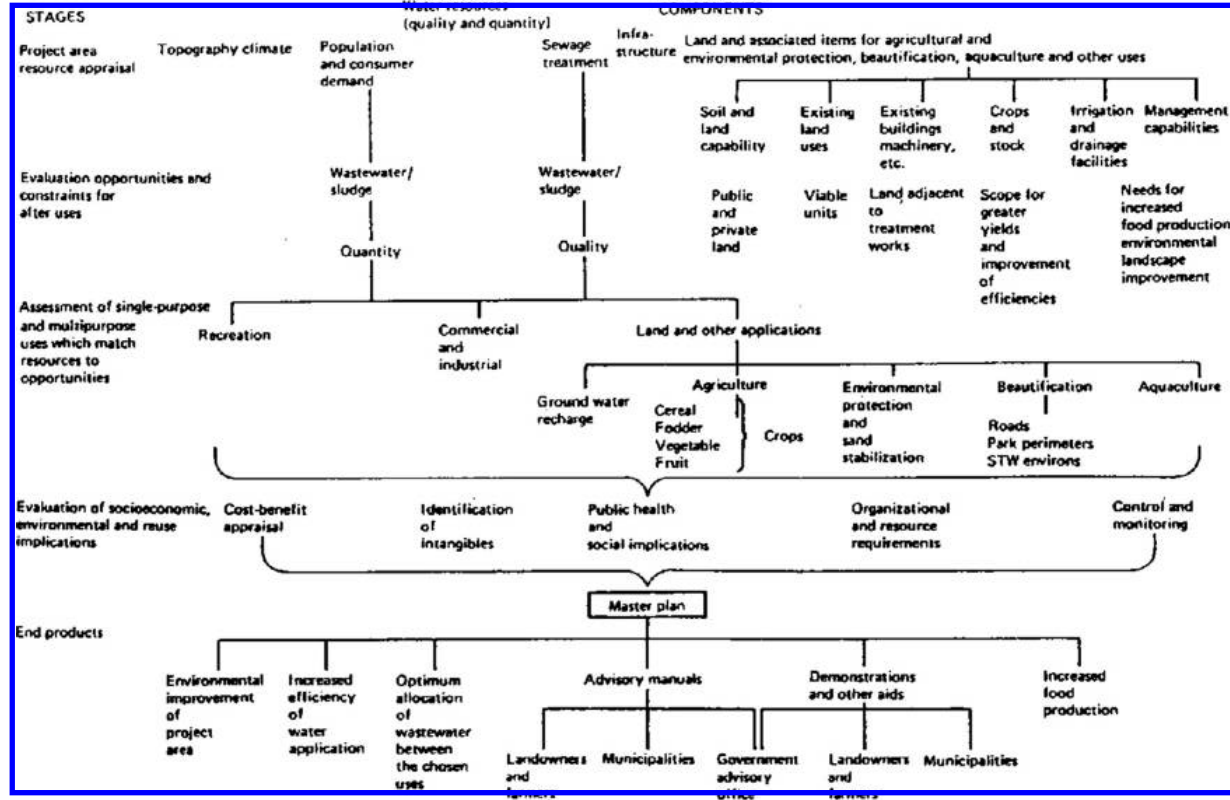 STAGES
Water resources
(quality and quantity)
COMPONENTS
Project area
resource appraisal
Topography climate
Population
and consumer
demand
Sewage
treatment
Infra-
structure
Land and associated items for agricultural and
environmental protection, beautification, aquaculture and other uses
Soil and
land
capability
Existing
land
uses
Existing
buildings
machinery,
etc.
Crops
and
stock
Irrigation
and
drainage
facilities
Management
capabilities
Evaluation opportunities and
constraints for
after uses
Wastewater/
sludge
Wastewater/
sludge
Public
and
private
land
Viable
units
Land adjacent
to
treatment
works
Scope for
greater
yields
and
improvement
of
efficiencies
Needs for
increased
food production
environmental
landscape
improvement
Quantity
Quality
Assessment of single-purpose
and multipurpose
uses which match
resources to
opportunities
Recreation
Commercial
and
industrial
Land and other applications
Ground water
recharge
Agriculture
Cereal
Fodder
Vegetable
Fruit
Crops
Environmental
protection
and
sand
stabilization
Beautification
Roads
Park perimeters
STW environs
Aquaculture
Evaluation of socioeconomic,
environmental and reuse
implications
Cost-benefit
appraisal
Identification
of
intangibles
Public health
and
social implications
Organizational
and resource
requirements
Control and
monitoring
Master plan
End products
Environmental
improvement
of
project
area
Increased
efficiency
of
water
application
Optimum
allocation
of
wastewater
between
the chosen
uses
Advisory manuals
Demonstrations
and other aids
Increased
food
production
Landowners
and
farmers
Municipalities
Government
advisory
office
Landowners
and
farmers
Municipalities